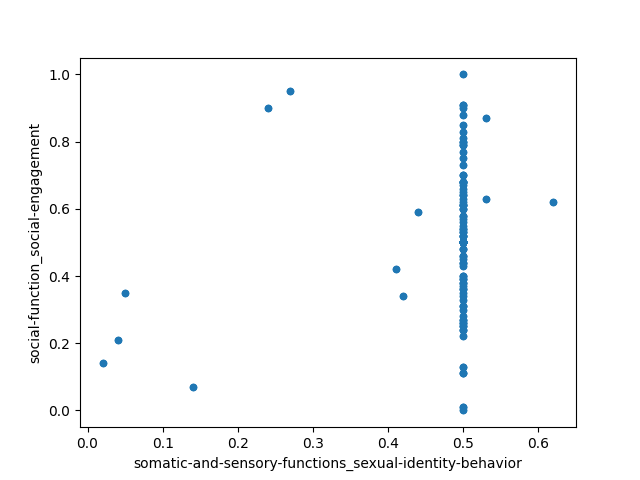 1.0
0.8
0.6
0.4
0.2
0.0
social-function_social-engagement
0.0 0.1 0.2 0.3 0.4 0.5 0.6
somatic-and-sensory-functions_sexual-identity-behavior